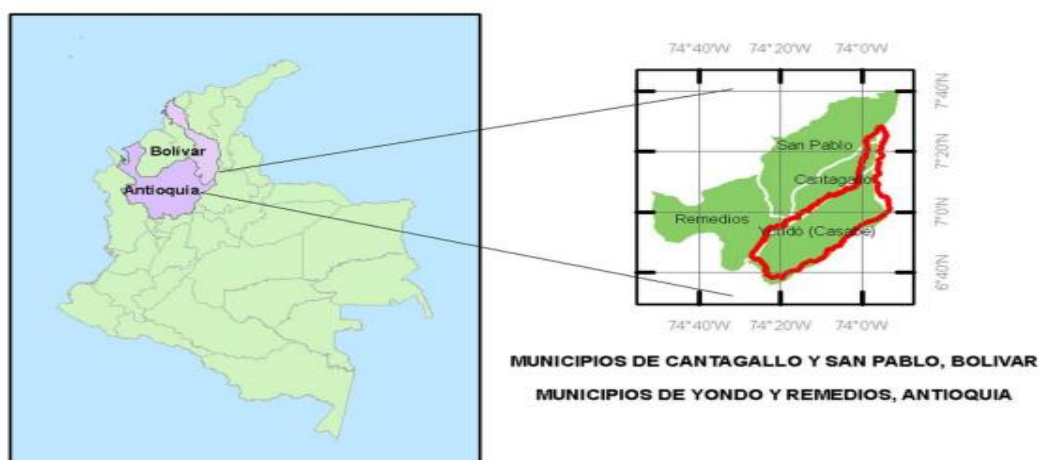 Bolívar
Antioquia
74°40'W 74°20'W 74°0'W
7°40'N
San Pablo
7°20'N
Cantagallo
Remedios
7°0'N
Yondó (Casabe)
6°40'N
74°40'W 74°20'W 74°0'W
MUNICIPIOS DE CANTAGALLO Y SAN PABLO, BOLIVAR
MUNICIPIOS DE YONDO Y REMEDIOS, ANTIOQUIA